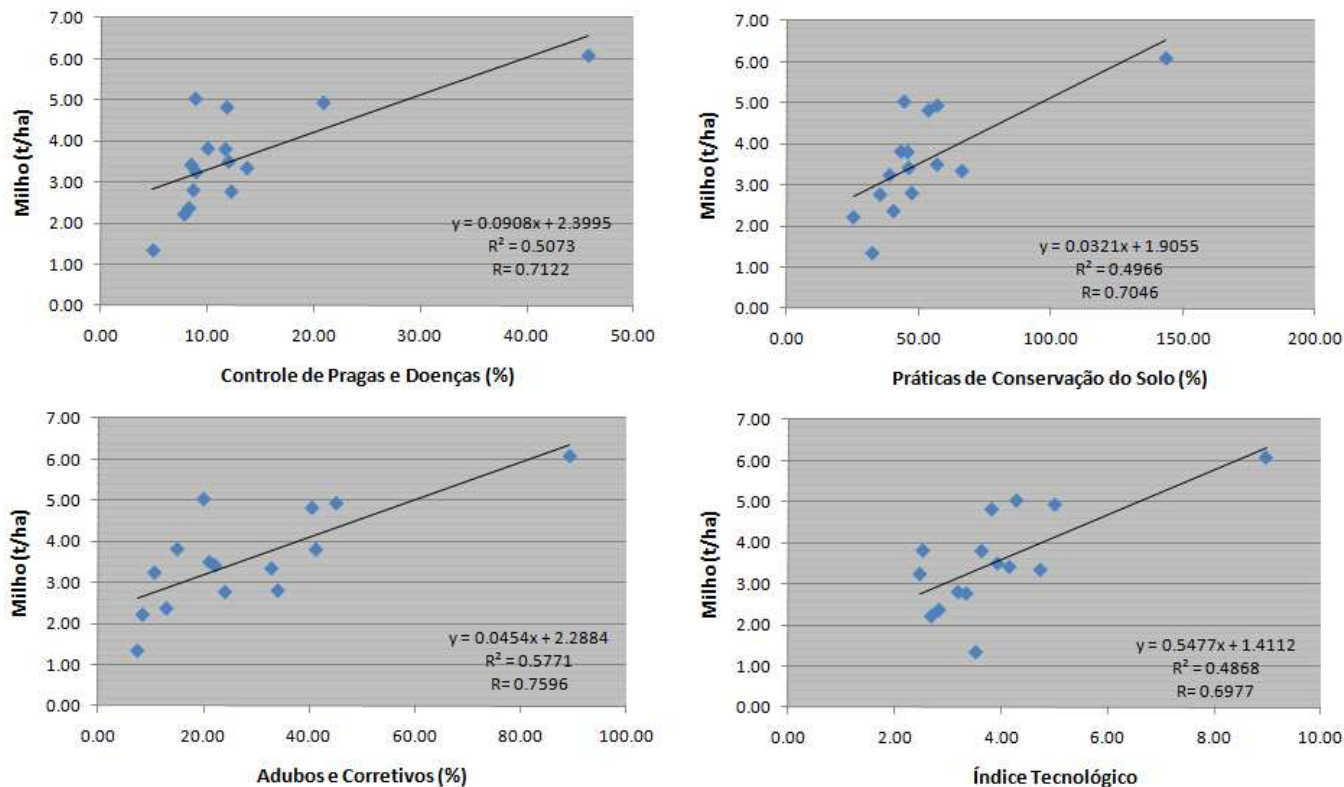 7.00
6.00
5.00
4.00
3.00
2.00
1.00
0.00
Milho (t/ha)
y = 0.0908x + 2.3995
R² = 0.5073
R= 0.7122
0.00 10.00 20.00 30.00 40.00 50.00
Controle de Pragas e Doenças (%)
7.00
6.00
5.00
4.00
3.00
2.00
1.00
0.00
Milho (t/ha)
y = 0.0321x + 1.9055
R² = 0.4966
R= 0.7046
0.00 50.00 100.00 150.00 200.00
Práticas de Conservação do Solo (%)
7.00
6.00
5.00
4.00
3.00
2.00
1.00
0.00
Milho (t/ha)
y = 0.0454x + 2.2884
R² = 0.5771
R= 0.7596
0.00 20.00 40.00 60.00 80.00 100.00
Adubos e Corretivos (%)
7.00
6.00
5.00
4.00
3.00
2.00
1.00
0.00
Milho (t/ha)
y = 0.5477x + 1.4112
R² = 0.4868
R= 0.6977
0.00 2.00 4.00 6.00 8.00 10.00
Índice Tecnológico